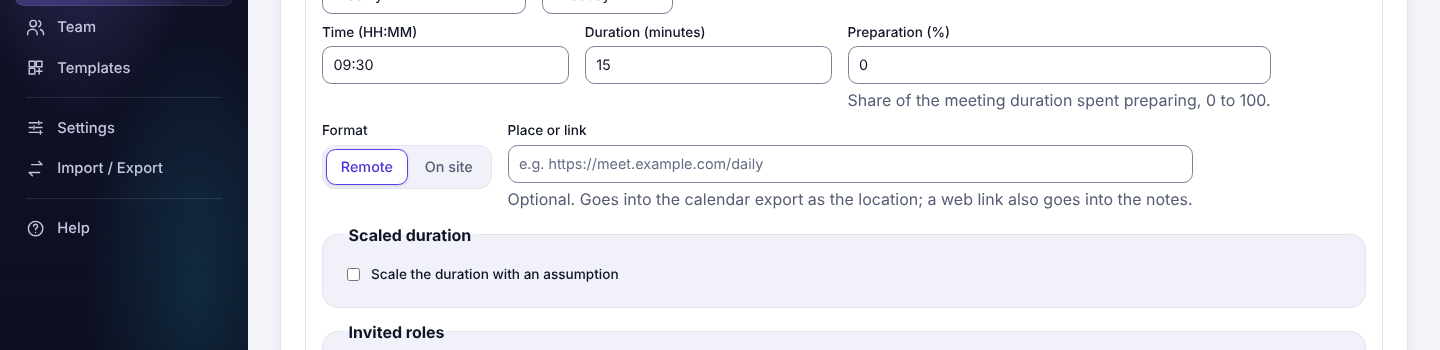 Team
Templates
Settings
Import / Export
Help
Time (HH:MM)
Duration (minutes)
Preparation (%)
09:30
15
0
Share of the meeting duration spent preparing, 0 to 100.
Format
Place or link
Remote
On site
e.g. https://meet.example.com/daily
Optional. Goes into the calendar export as the location; a web link also goes into the notes.
Scaled duration
Scale the duration with an assumption
Invited roles